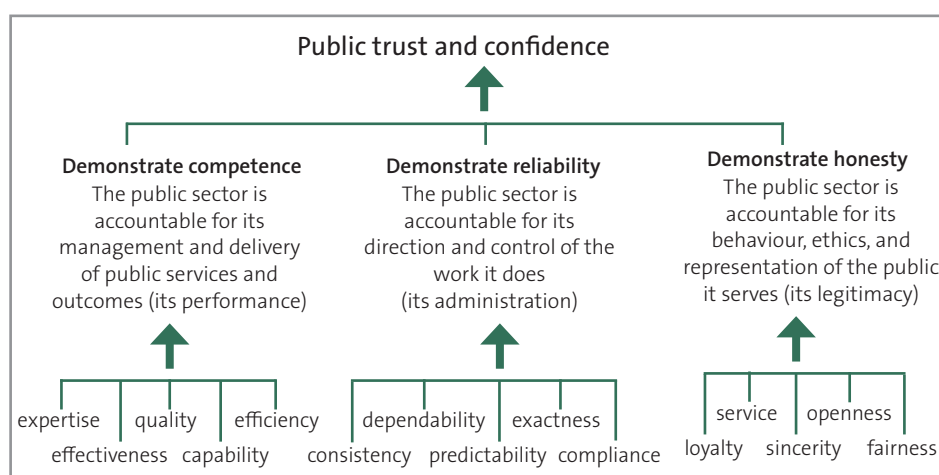 Public trust and confidence
Demonstrate competence
The public sector is
accountable for its
management and delivery
of public services and
outcomes (its performance)
Demonstrate reliability
The public sector is
accountable for its
direction and control of the
work it does
(its administration)
Demonstrate honesty
The public sector is
accountable for its
behaviour, ethics, and
representation of the public
it serves (its legitimacy)
expertise quality efficiency
effectiveness capability
dependability exactness
consistency predictability compliance
service openness
loyalty sincerity fairness